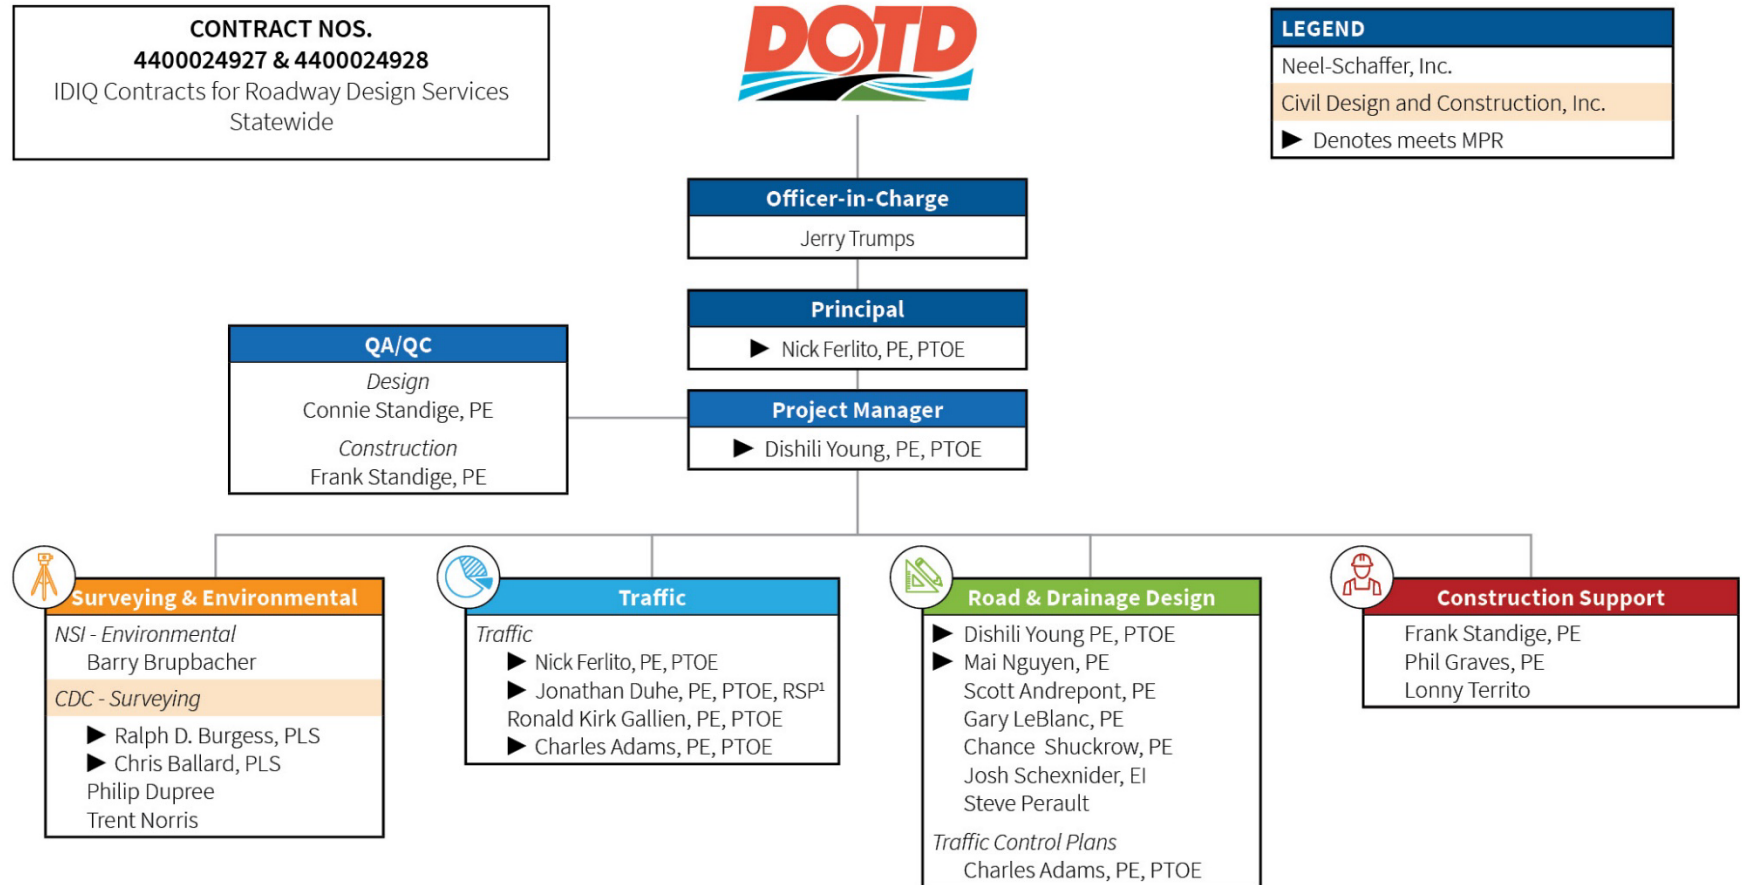 CONTRACT NOS.
4400024927 & 4400024928
IDIQ Contracts for Roadway Design Services
Statewide
DOTD
LEGEND
Neel-Schaffer, Inc.
Civil Design and Construction, Inc.
▶ Denotes meets MPR
Officer-in-Charge
Jerry Trumps
Principal
▶ Nick Ferlito, PE, PTOE
QA/QC
Design
Connie Standige, PE
Construction
Frank Standige, PE
Project Manager
▶ Dishili Young, PE, PTOE
Surveying & Environmental
NSI - Environmental
Barry Brupbacher
CDC - Surveying
▶ Ralph D. Burgess, PLS
▶ Chris Ballard, PLS
Philip Dupree
Trent Norris
Traffic
Traffic
▶ Nick Ferlito, PE, PTOE
▶ Jonathan Duhe, PE, PTOE, RSP¹
Ronald Kirk Gallien, PE, PTOE
▶ Charles Adams, PE, PTOE
Road & Drainage Design
▶ Dishili Young PE, PTOE
▶ Mai Nguyen, PE
Scott Andrepont, PE
Gary LeBlanc, PE
Chance Shuckrow, PE
Josh Schexnider, EI
Steve Perault
Traffic Control Plans
Charles Adams, PE, PTOE
Construction Support
Frank Standige, PE
Phil Graves, PE
Lonny Territo